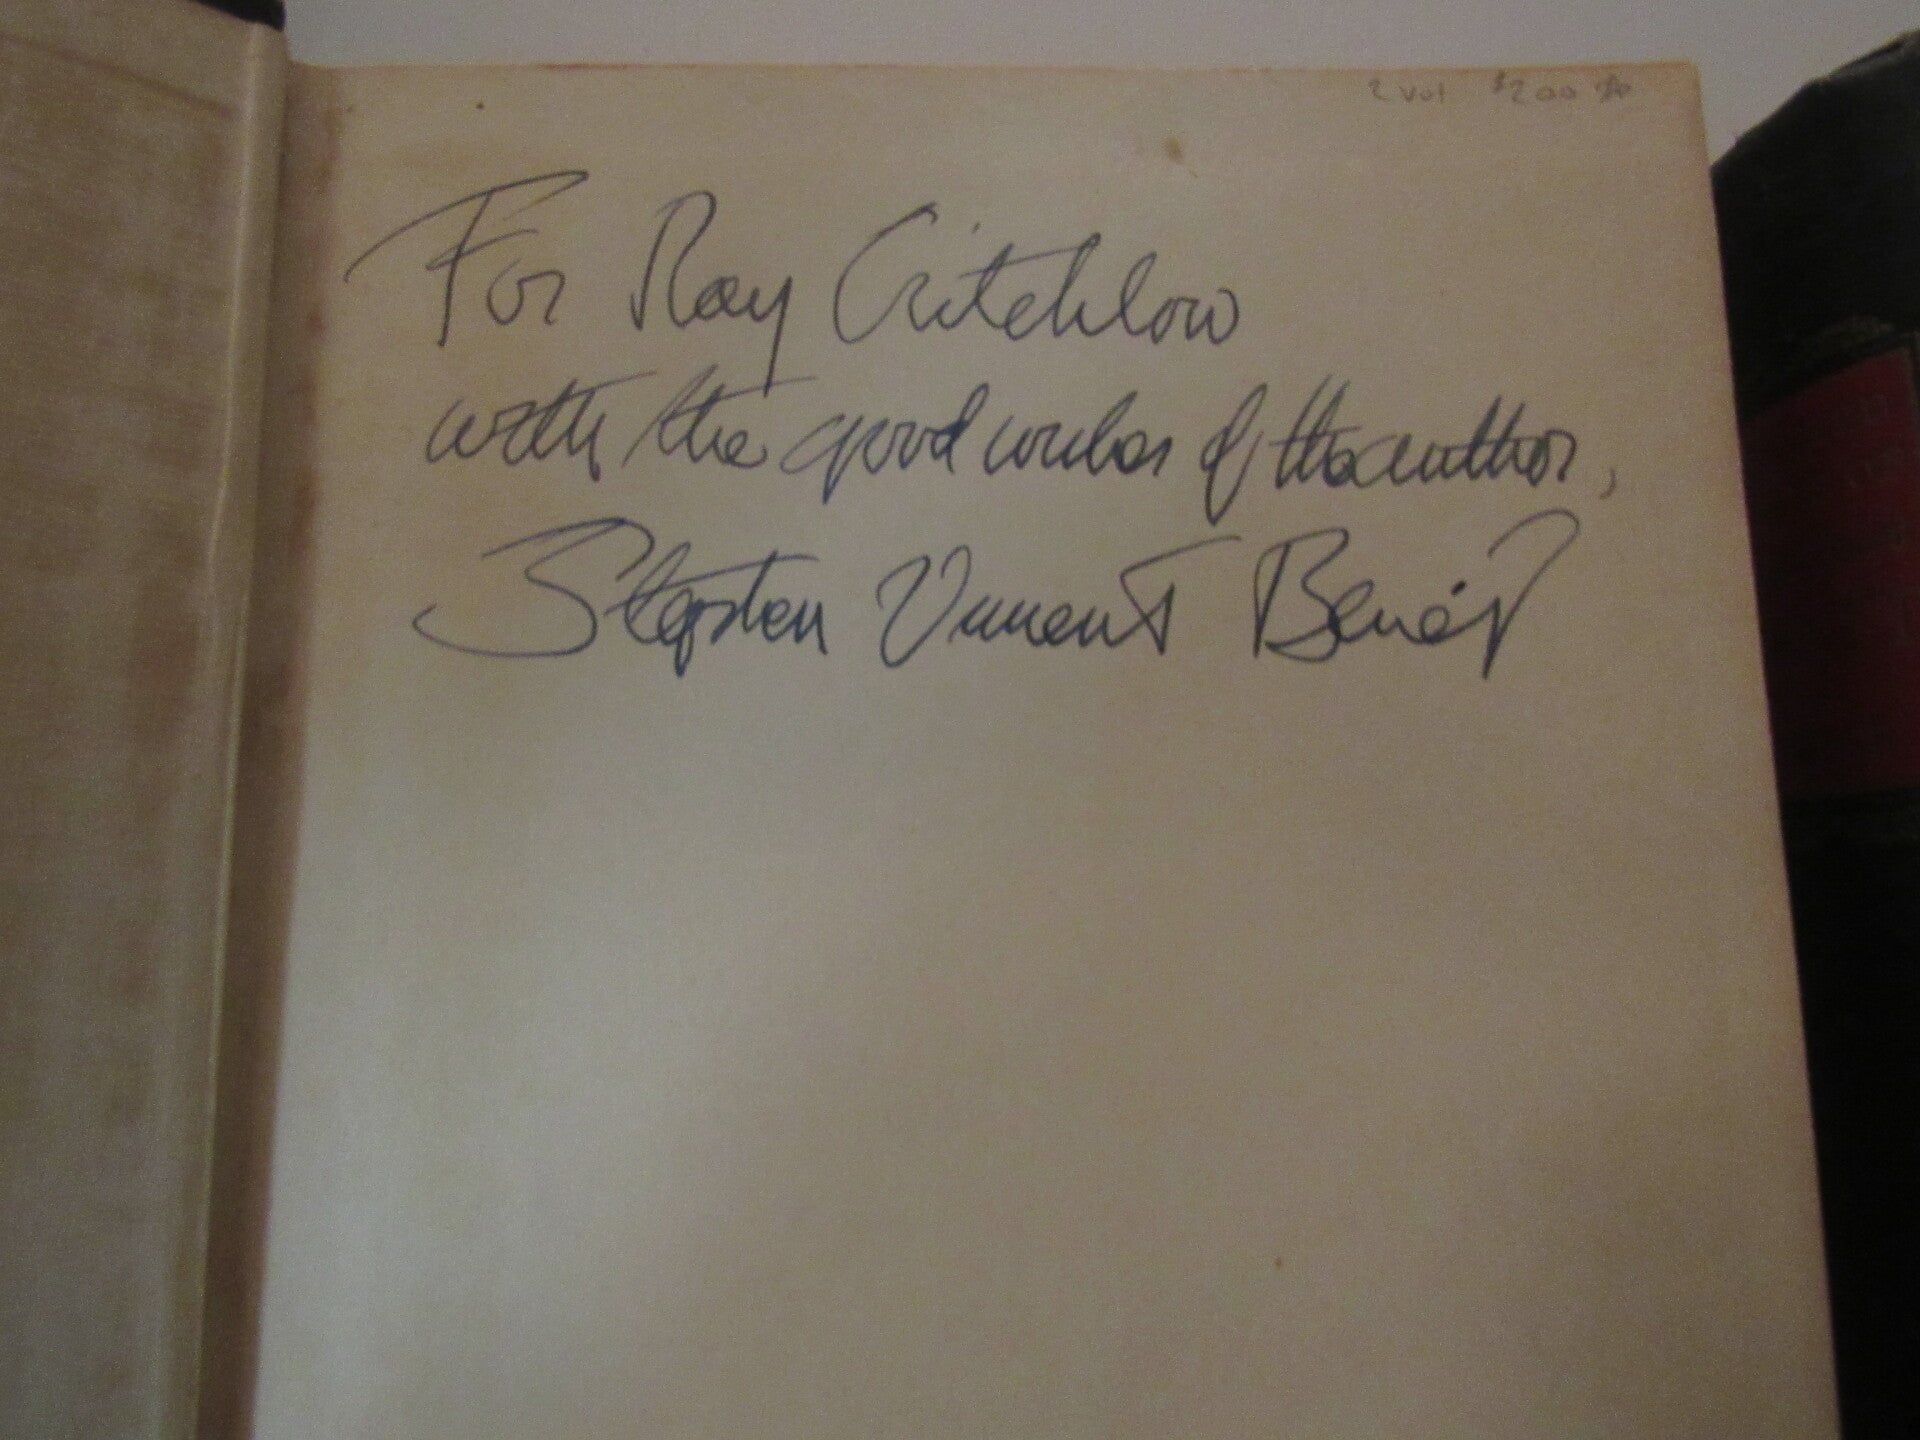 2 vol $200
For Ray Critchlow
with the good wishes of the author,
Stephen Vincent Benét